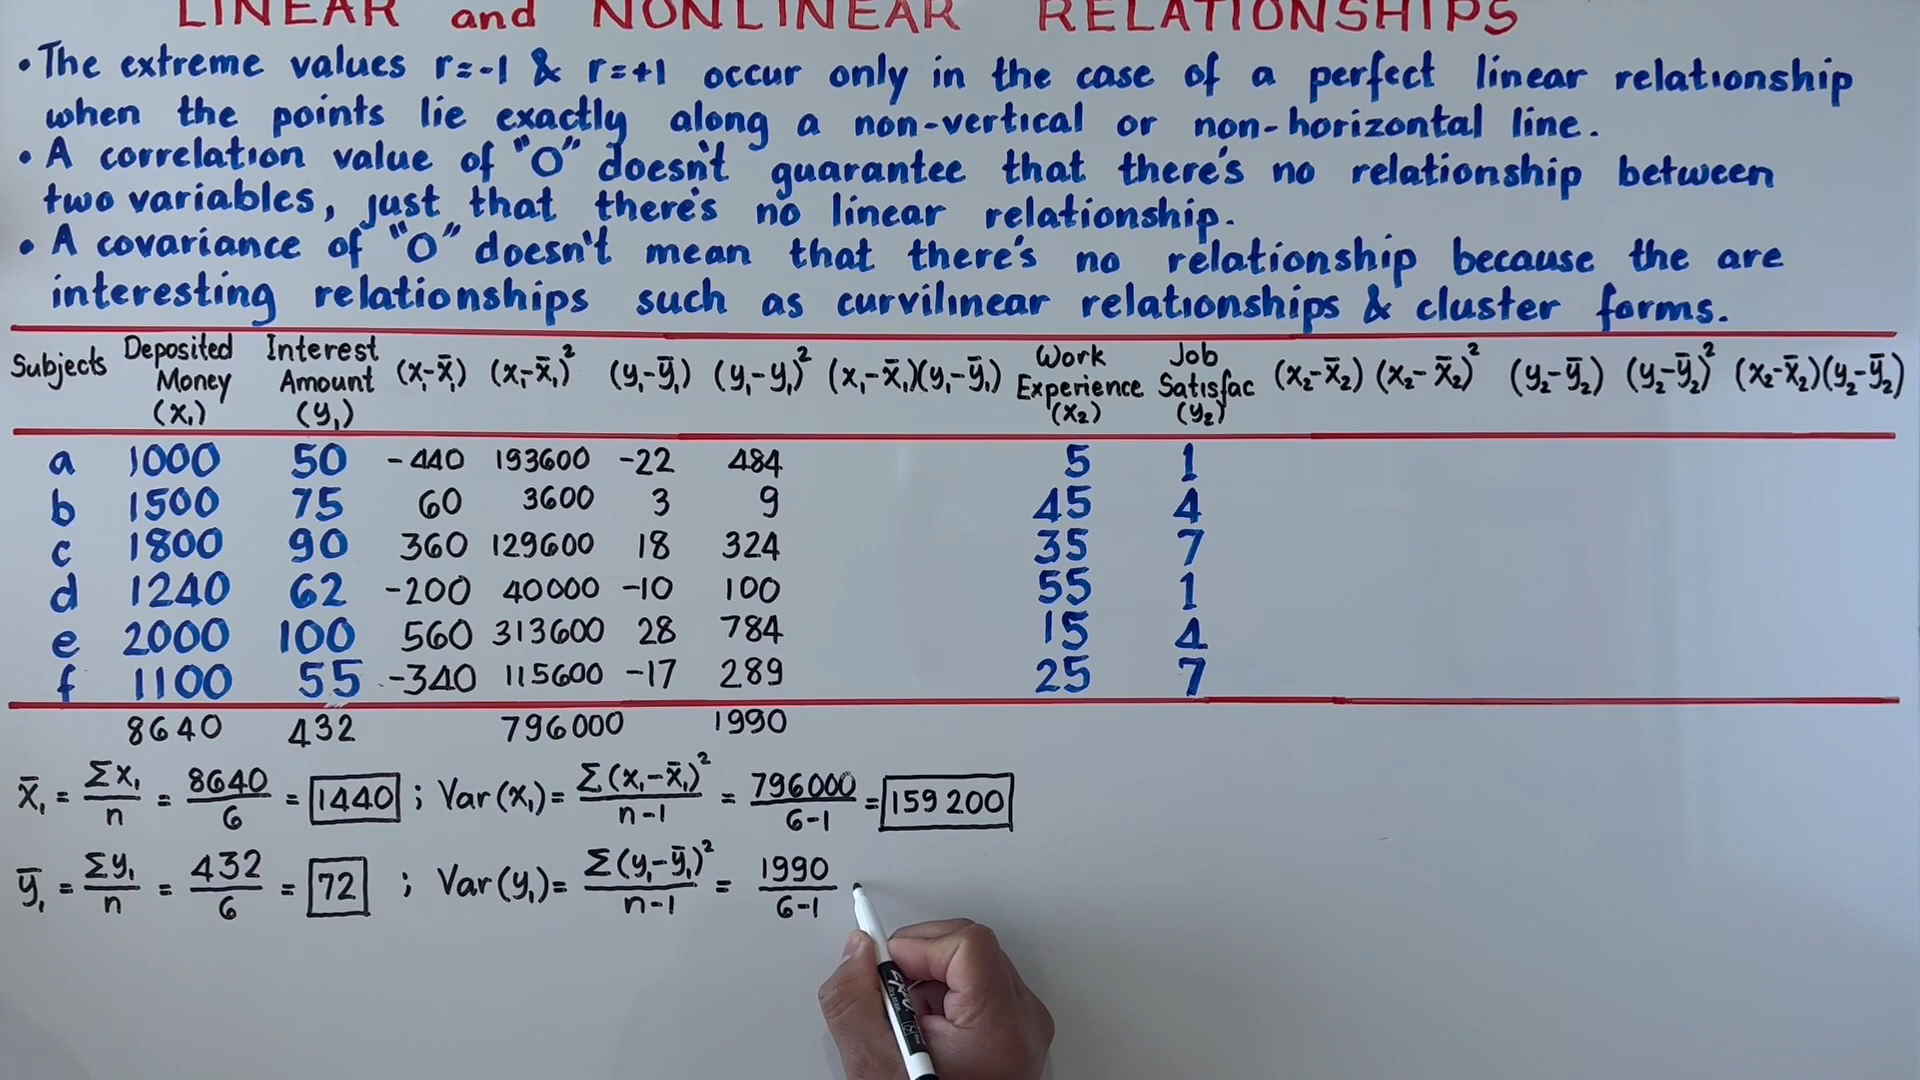 LINEAR and NONLINEAR RELATIONSHIPS
• The extreme values r=-1 & r=+1 occur only in the case of a perfect linear relationship
when the points lie exactly along a non-vertical or non-horizontal line.
• A correlation value of "0" doesn't guarantee that there's no relationship between
two variables, just that there's no linear relationship.
• A covariance of "0" doesn't mean that there's no relationship because the are
interesting relationships such as curvilinear relationships & cluster forms.
Subjects Deposited Money (x₁) Interest Amount (y₁) (x₁-x̄₁) (x₁-x̄₁)² (y₁-ȳ₁) (y₁-y₁)² (x₁-x̄₁)(y₁-ȳ₁) Work Experience (x₂) Job Satisfac (y₂) (x₂-x̄₂) (x₂-x̄₂)² (y₂-ȳ₂) (y₂-ȳ₂)² (x₂-x̄₂)(y₂-ȳ₂)
a 1000 50 -440 193600 -22 484 5 1
b 1500 75 60 3600 3 9 45 4
c 1800 90 360 129600 18 324 35 7
d 1240 62 -200 40000 -10 100 55 1
e 2000 100 560 313600 28 784 15 4
f 1100 55 -340 115600 -17 289 25 7
8640 432 796000 1990
x̄₁ = Σx₁/n = 8640/6 = 1440 ; Var(x₁) = Σ(x₁-x̄₁)²/n-1 = 796000/6-1 = 159200
ȳ₁ = Σy₁/n = 432/6 = 72 ; Var(y₁) = Σ(y₁-ȳ₁)²/n-1 = 1990/6-1
EXPO